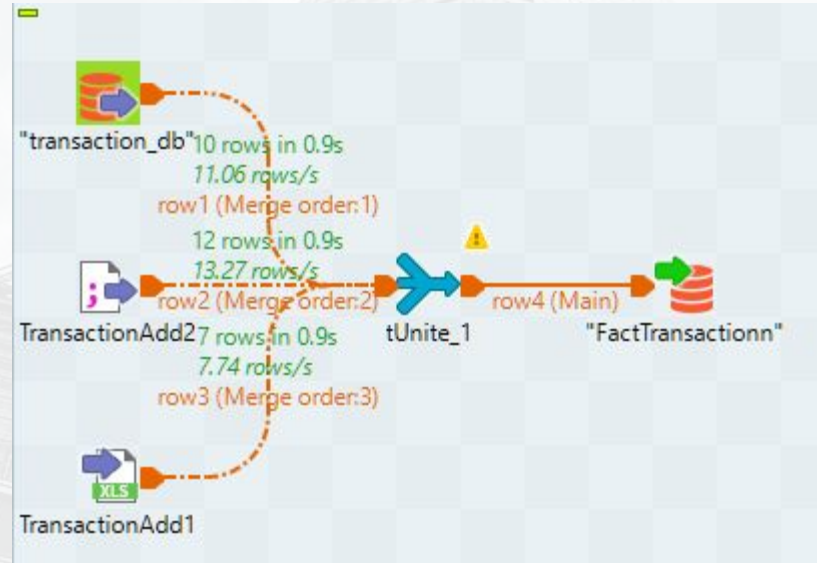 "transaction_db"
10 rows in 0.9s
11.06 rows/s
row1 (Merge order:1)
12 rows in 0.9s
13.27 rows/s
row2 (Merge order:2)
;
TransactionAdd2
7 rows in 0.9s
7.74 rows/s
row3 (Merge order:3)
tUnite_1
row4 (Main)
"FactTransactionn"
XLS
TransactionAdd1